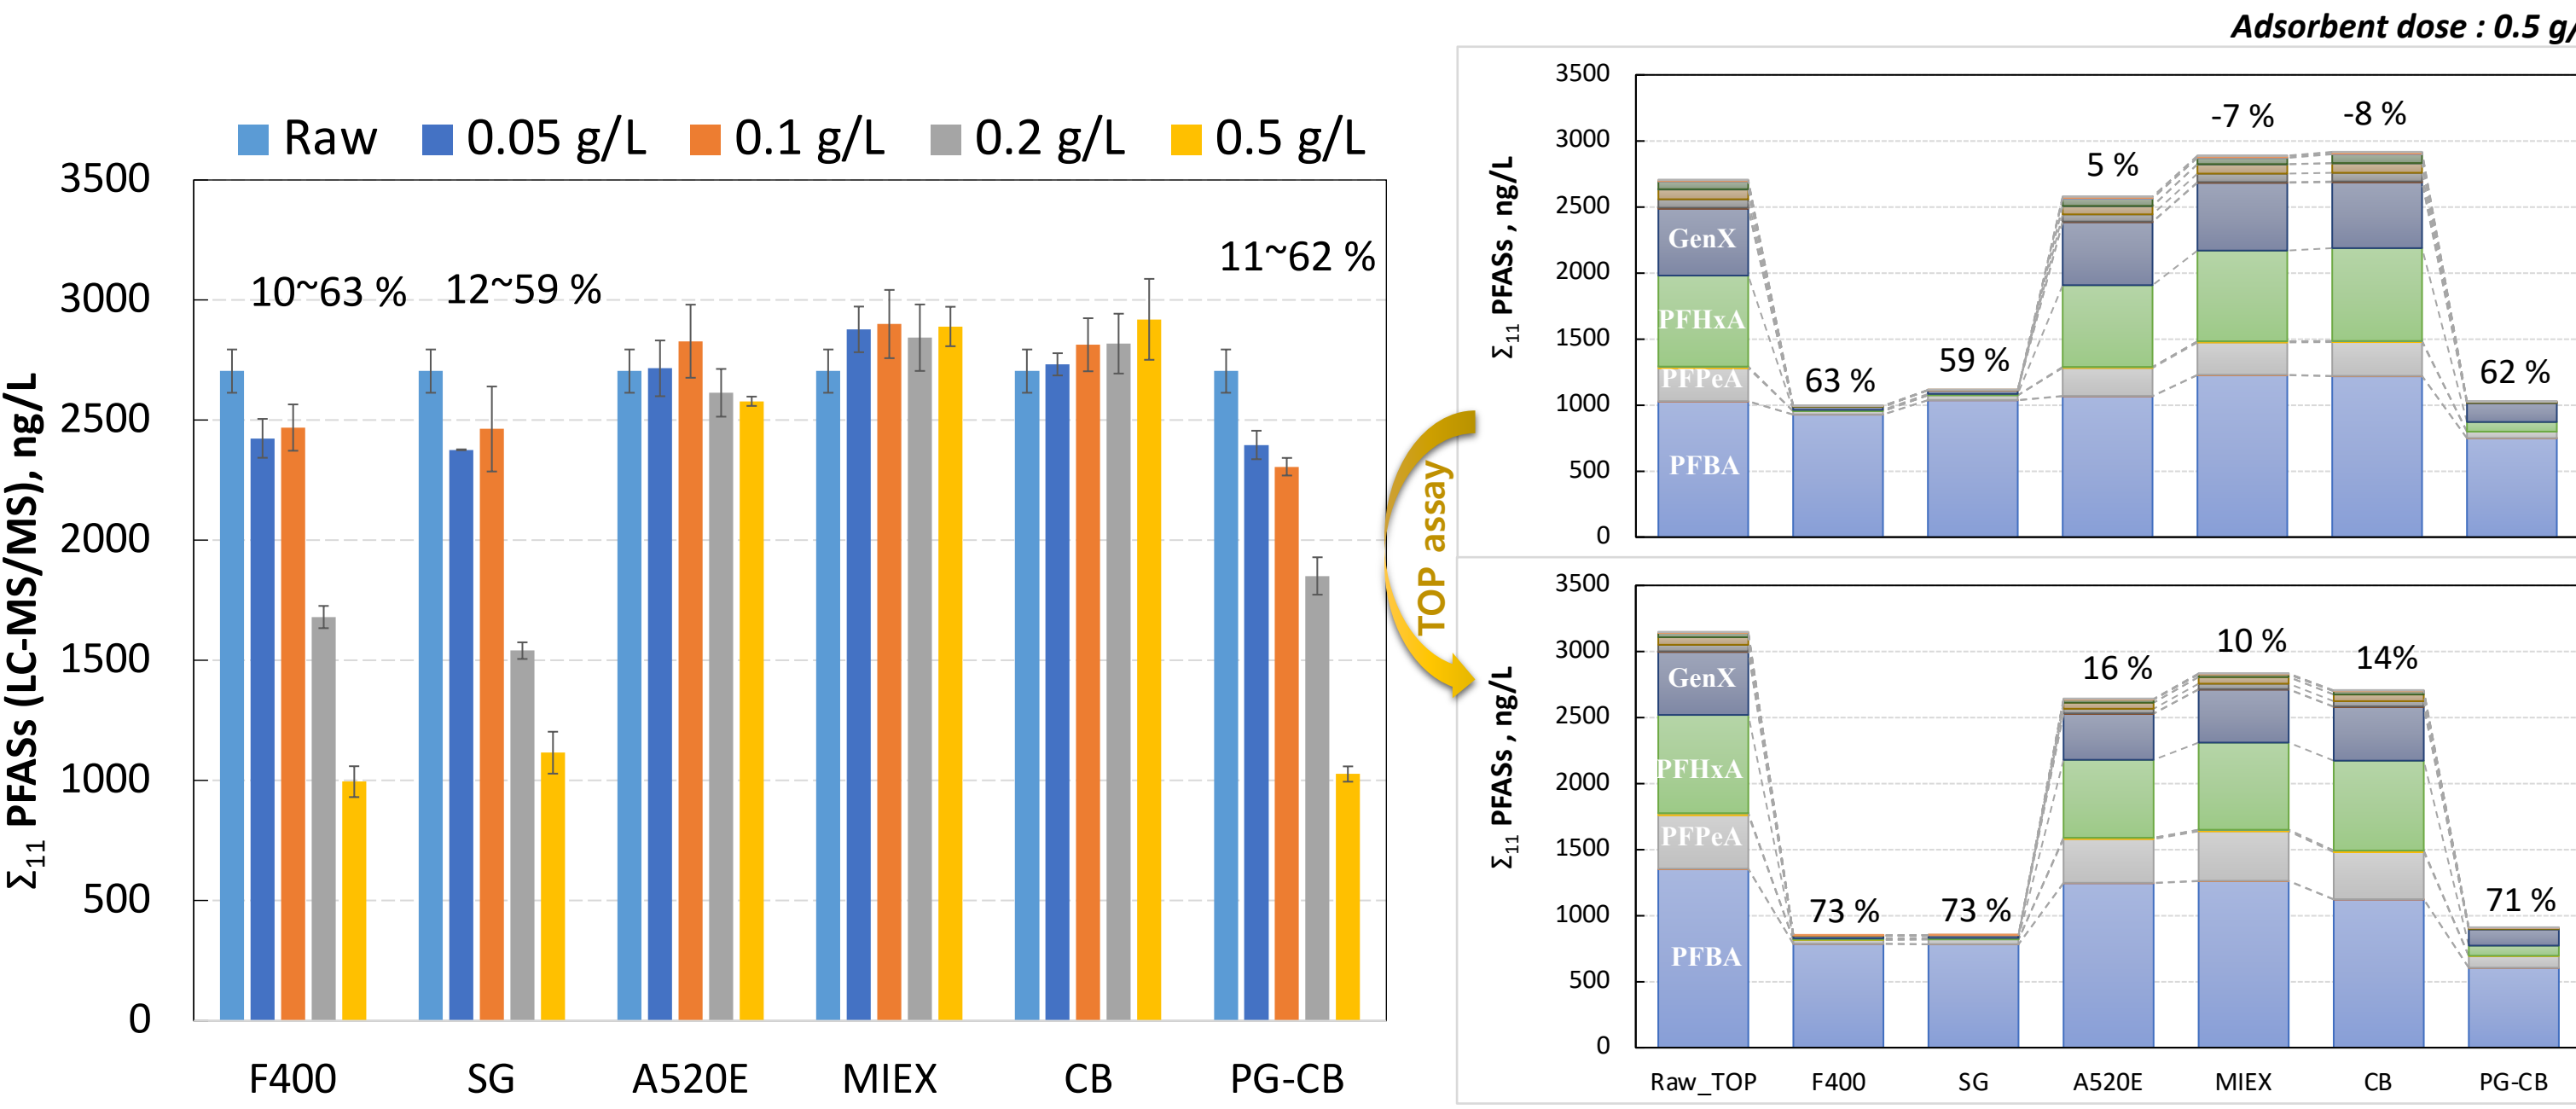 Adsorbent dose : 0.5 g/
Raw 0.05 g/L 0.1 g/L 0.2 g/L 0.5 g/L
Σ11 PFASs (LC-MS/MS), ng/L
3500
3000
2500
2000
1500
1000
500
0
10~63 %
12~59 %
11~62 %
F400 SG A520E MIEX CB PG-CB
TOP assay
Σ11 PFASs , ng/L
3500
3000
2500
2000
1500
1000
500
0
63 %
59 %
5 %
-7 %
-8 %
62 %
GenX
PFHxA
PFPeA
PFBA
Σ11 PFASs , ng/L
3500
3000
2500
2000
1500
1000
500
0
73 %
73 %
16 %
10 %
14%
71 %
GenX
PFHxA
PFPeA
PFBA
Raw_TOP F400 SG A520E MIEX CB PG-CB